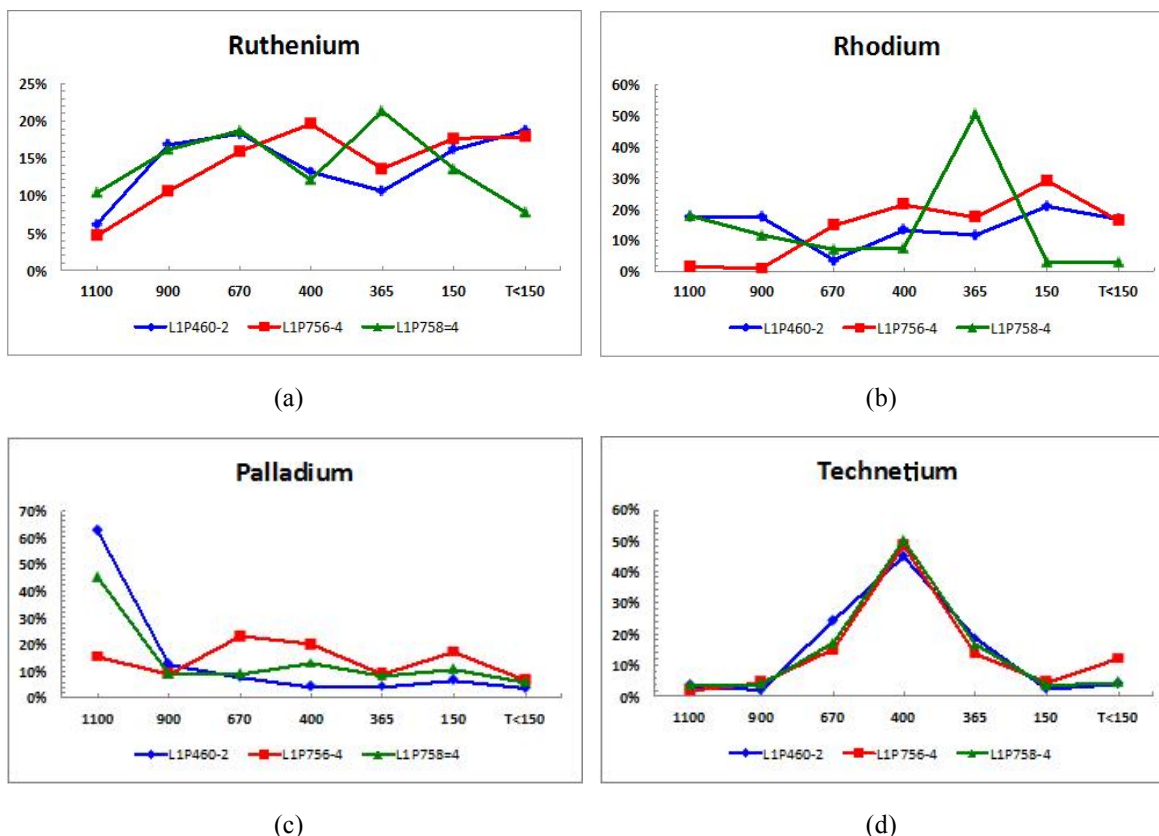 Ruthenium
25%
20%
15%
10%
5%
0%
1100 900 670 400 365 150 T<150
L1P460-2 L1P756-4 L1P758=4
(a)
Rhodium
60%
50%
40%
30%
20%
10%
0%
1100 900 670 400 365 150 T<150
L1P460-2 L1P756-4 L1P758-4
(b)
Palladium
70%
60%
50%
40%
30%
20%
10%
0%
1100 900 670 400 365 150 T<150
L1P460-2 L1P756-4 L1P758=4
(c)
Technetium
60%
50%
40%
30%
20%
10%
0%
1100 900 670 400 365 150 T<150
L1P460-2 L1P756-4 L1P758-4
(d)